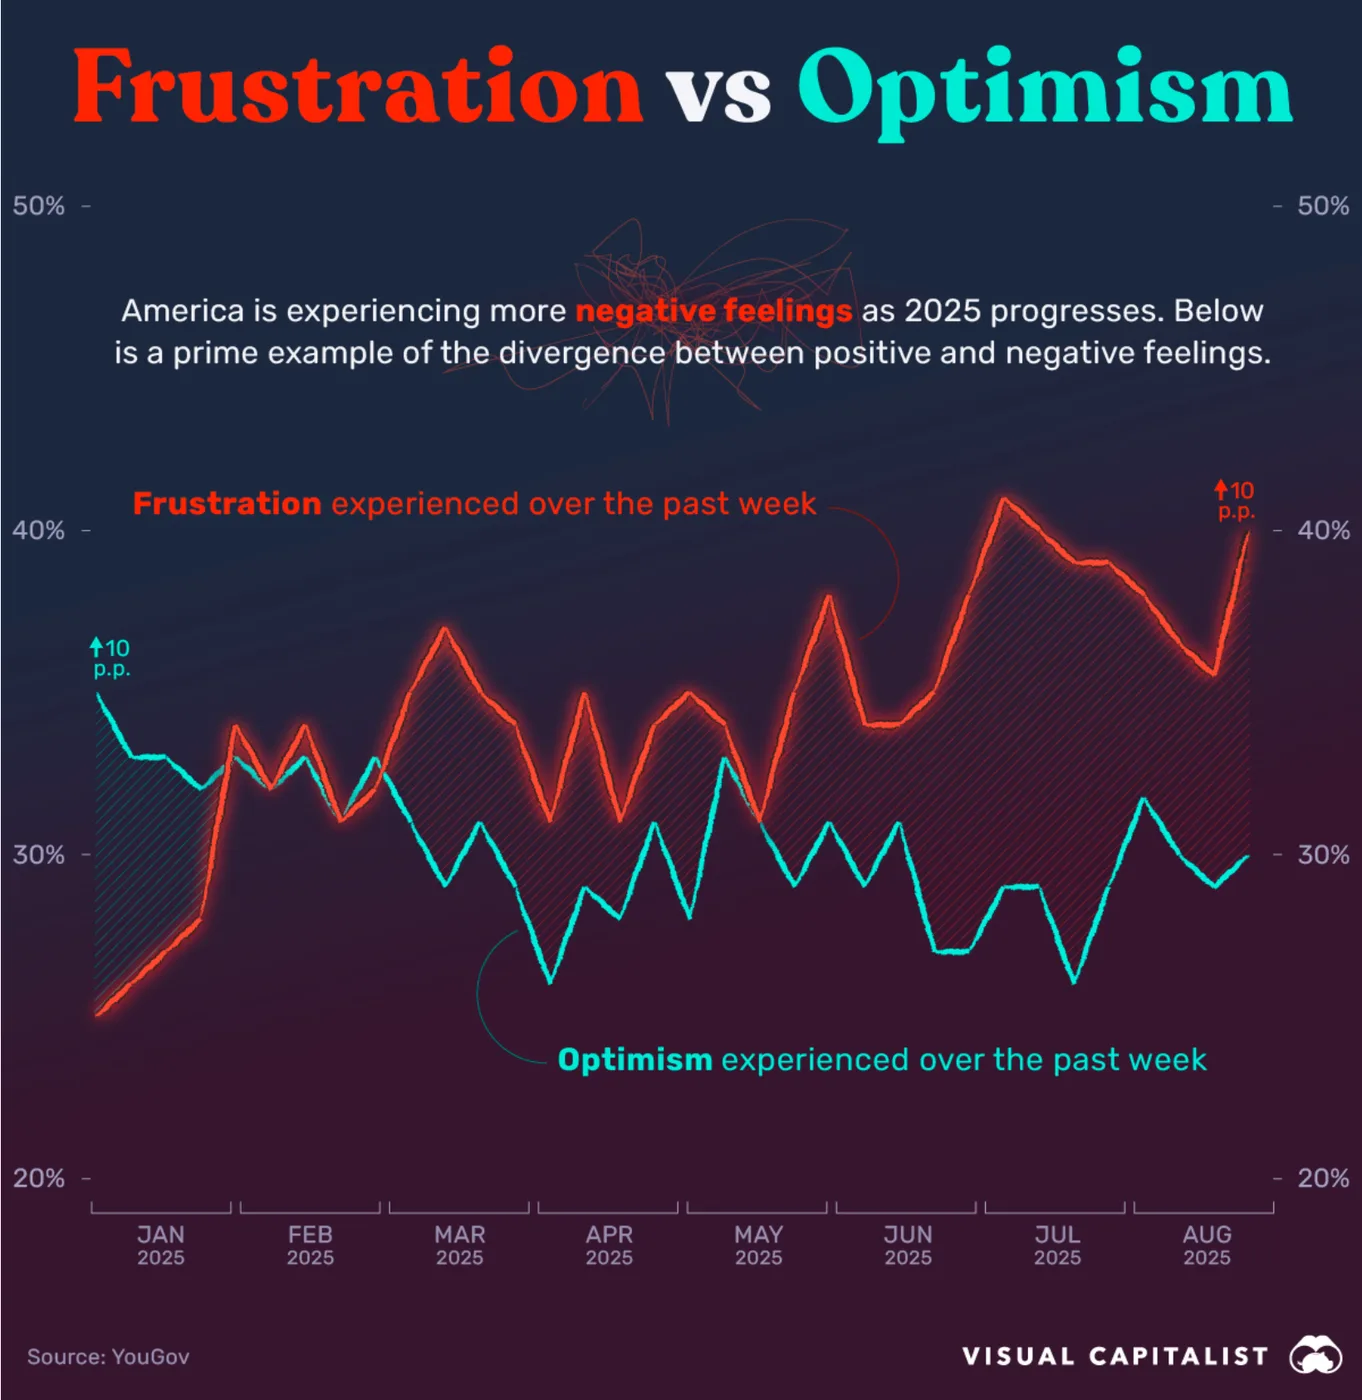 Frustration vs Optimism
50%
50%
America is experiencing more negative feelings as 2025 progresses. Below
is a prime example of the divergence between positive and negative feelings.
Frustration experienced over the past week
↑10
p.p.
40%
40%
↑10
p.p.
30%
30%
Optimism experienced over the past week
20%
20%
JAN FEB MAR APR MAY JUN JUL AUG
2025 2025 2025 2025 2025 2025 2025 2025
Source: YouGov
VISUAL CAPITALIST